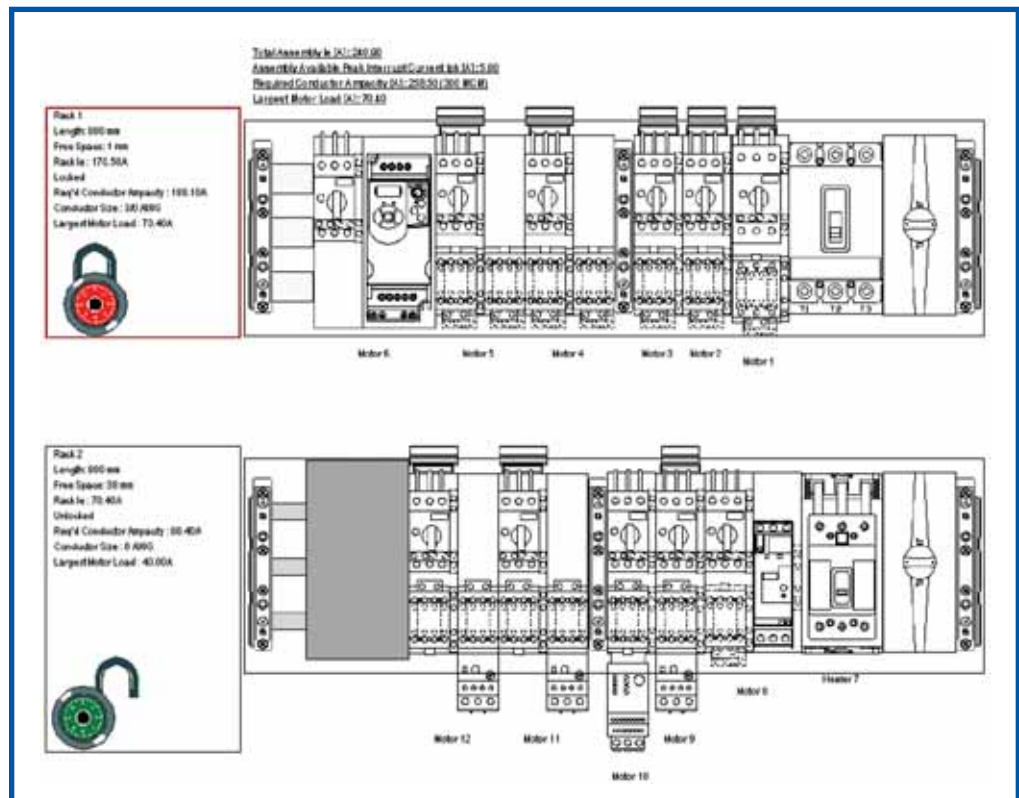 Total Assembly Ie [A]: 240.90
Assembly Available Peak Interrupt Current Ipk [A]: 5.00
Required Conductor Ampacity [A]: 258.50 (300 MCM)
Largest Motor Load [A]: 70.40
Rack 1
Length: 800 mm
Free Space: 1 mm
Rack Ie: 170.50A
Locked
Req'd Conductor Ampacity: 188.10A
Conductor Size: 3/0 AWG
Largest Motor Load: 70.40A
T1 T2 T3
Motor 6
Motor 5
Motor 4
Motor 3
Motor 2
Motor 1
Rack 2
Length: 800 mm
Free Space: 38 mm
Rack Ie: 70.40A
Unlocked
Req'd Conductor Ampacity: 80.40A
Conductor Size: AWG
Largest Motor Load: 40.00A
Motor 12
Motor 11
Motor 10
Motor 9
Motor 8
Heater 7